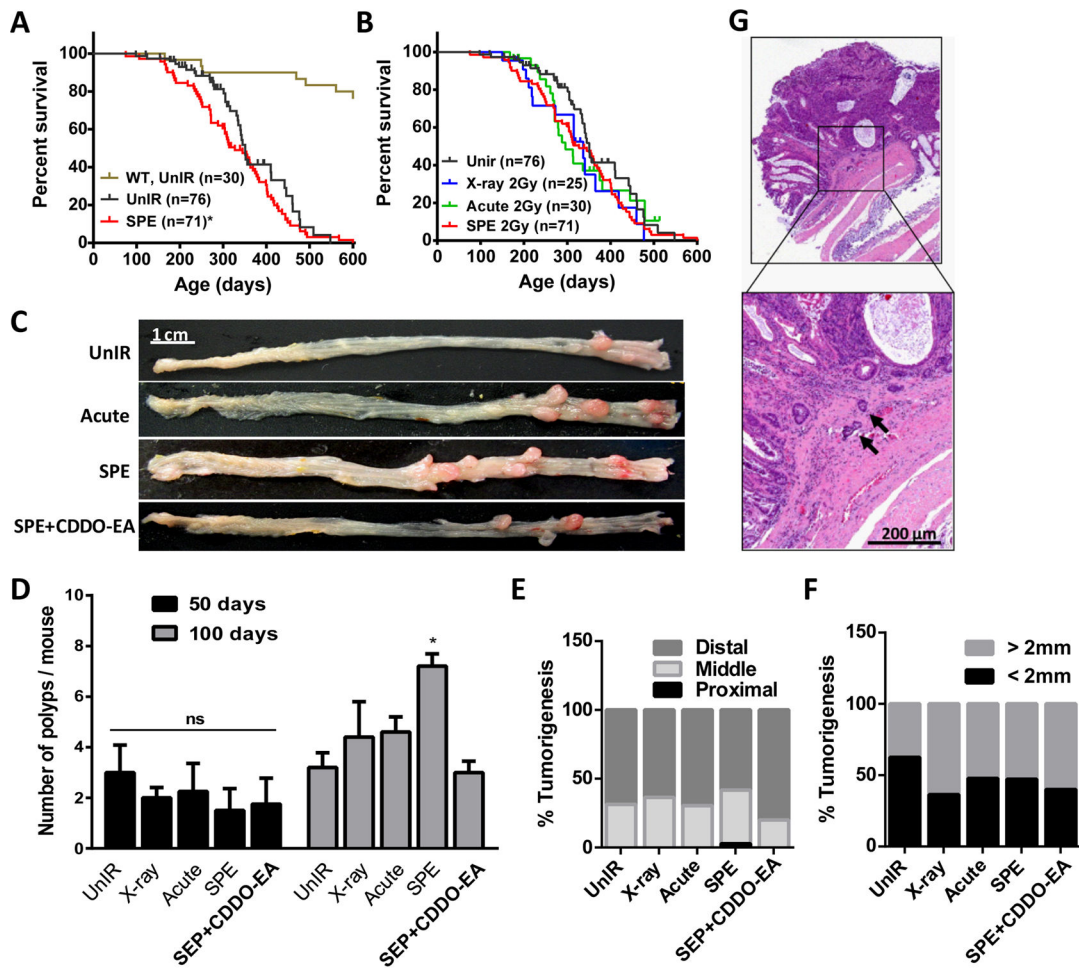 A
Percent survival
100
80
60
40
20
0
WT, UnIR (n=30)
UnIR (n=76)
SPE (n=71)*
0 100 200 300 400 500 600
Age (days)
B
Percent survival
100
80
60
40
20
0
Unir (n=76)
X-ray 2Gy (n=25)
Acute 2Gy (n=30)
SPE 2Gy (n=71)
0 100 200 300 400 500 600
Age (days)
C
1 cm
UnIR
Acute
SPE
SPE+CDDO-EA
G
200 µm
D
Number of polyps / mouse
10
8
6
4
2
0
50 days
100 days
ns
*
UnIR X-ray Acute SPE SEP+CDDO-EA UnIR X-ray Acute SPE SEP+CDDO-EA
E
% Tumorigenesis
150
100
50
0
Distal
Middle
Proximal
UnIR X-ray Acute SPE SEP+CDDO-EA
F
% Tumorigenesis
150
100
50
0
> 2mm
< 2mm
UnIR X-ray Acute SPE SPE+CDDO-EA